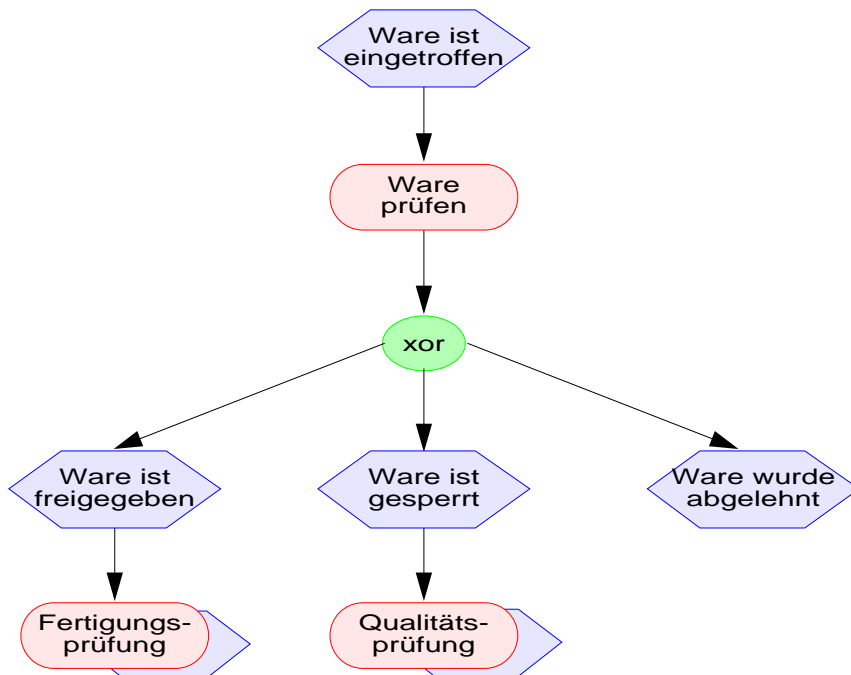 Ware ist
eingetroffen
Ware
prüfen
xor
Ware ist
freigegeben
Ware ist
gesperrt
Ware wurde
abgelehnt
Fertigungs-
prüfung
Qualitäts-
prüfung